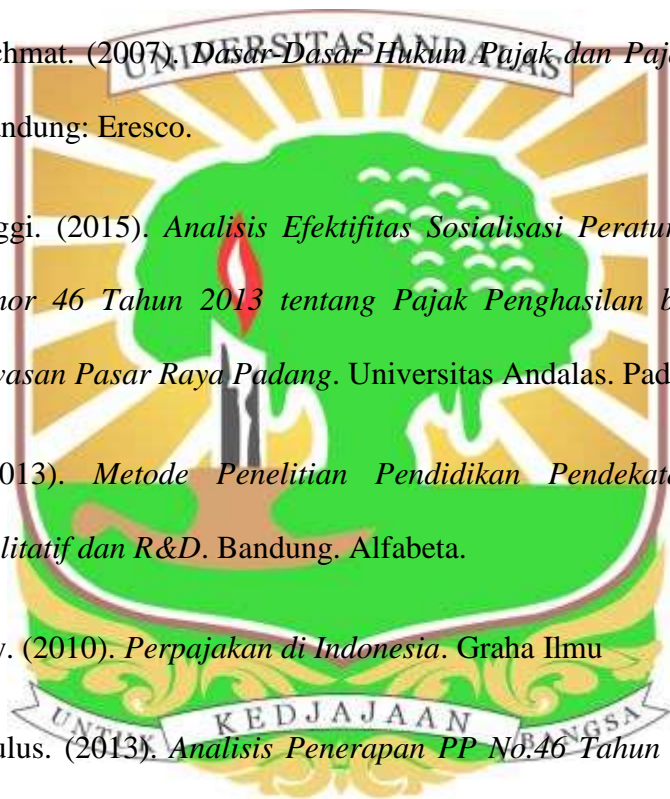 UNIVERSITAS ANDALAS
chmat. (2007). Dasar-Dasar Hukum Pajak dan Paja
andung: Eresco.
ggi. (2015). Analisis Efektifitas Sosialisasi Peratur
nor 46 Tahun 2013 tentang Pajak Penghasilan b
vasan Pasar Raya Padang. Universitas Andalas. Pad
013). Metode Penelitian Pendidikan Pendekata
litatif dan R&D. Bandung. Alfabeta.
y. (2010). Perpajakan di Indonesia. Graha Ilmu
UNTUK KEDJAJAAN BANGSA
ulus. (2013). Analisis Penerapan PP No.46 Tahun